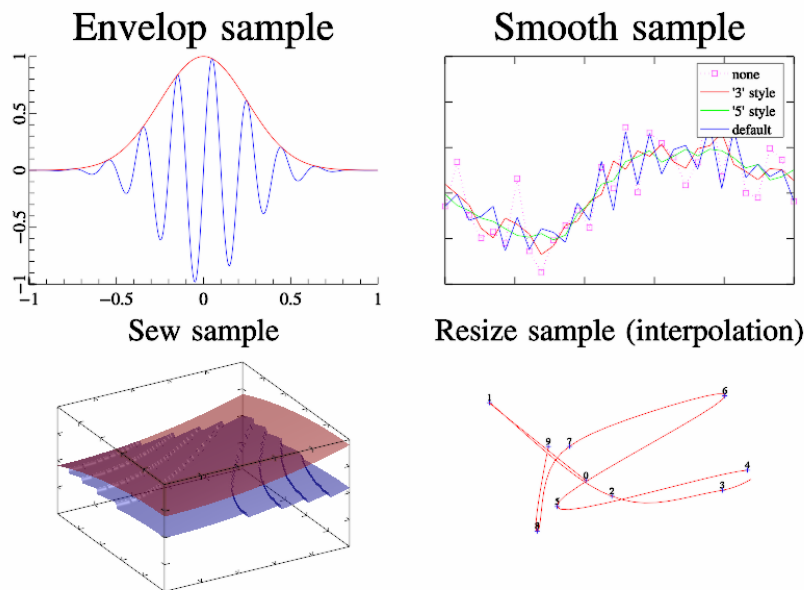 Envelop sample
1
0.5
0
−0.5
−1
−1
−0.5
0
0.5
1
Smooth sample
none
'3' style
'5' style
default
Sew sample
Resize sample (interpolation)
1
6
9
7
0
4
5
2
3
8